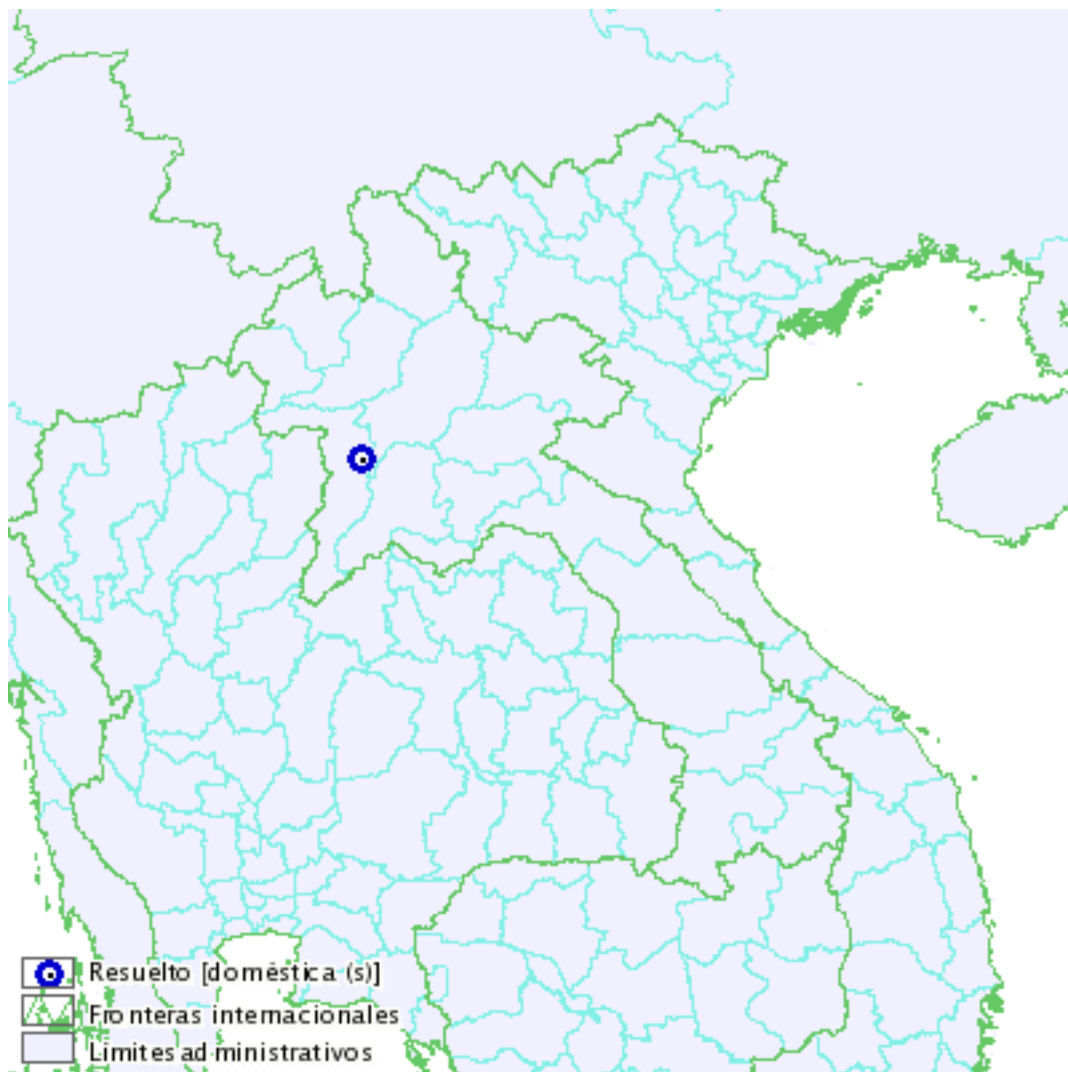 Resuelto [doméstica (s)]
Fronteras internacionales
Límites administrativos